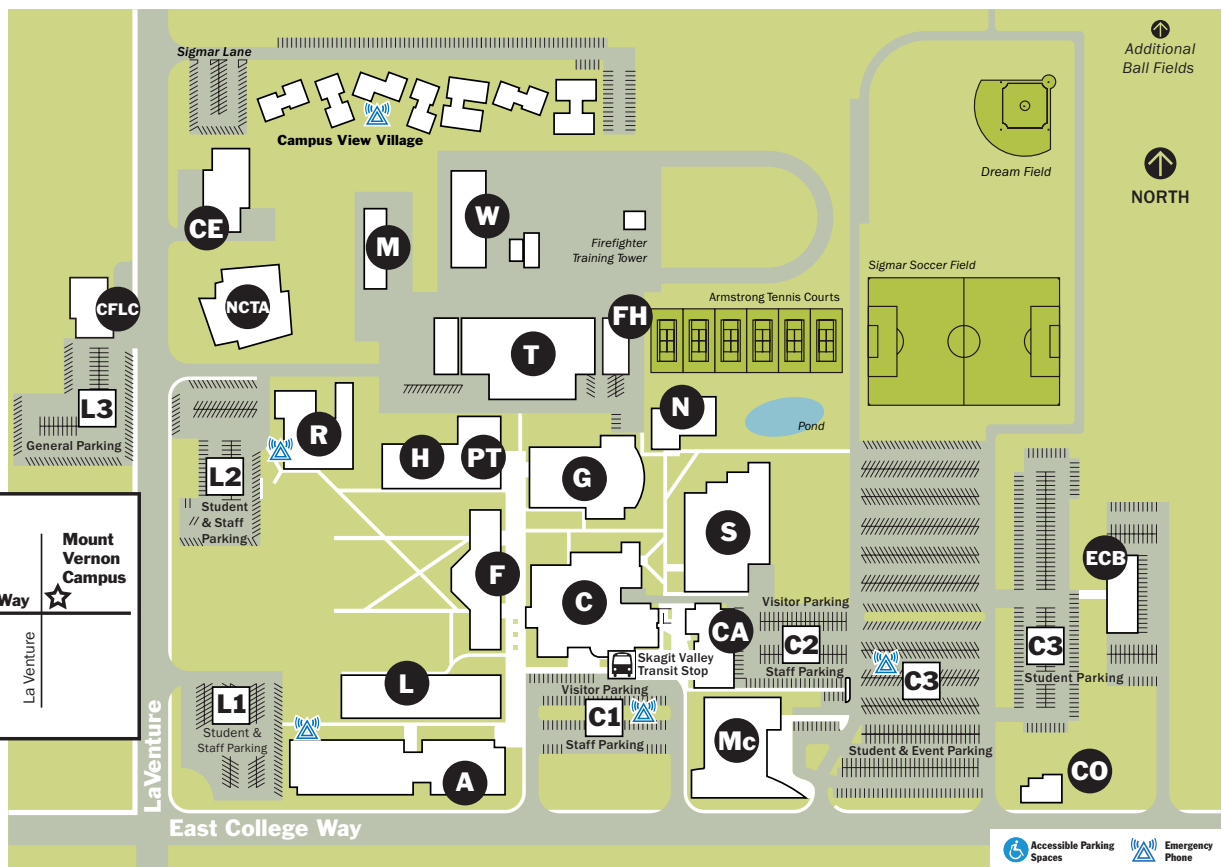 Sigmar Lane
Additional
Ball Fields
Campus View Village
Dream Field
NORTH
CE
W
M
Firefighter
Training Tower
Sigmar Soccer Field
CFLC
NCTA
Armstrong Tennis Courts
FH
T
L3
General Parking
R
N
Pond
H
PT
L2
G
Student
& Staff
Parking
S
Mount
Vernon
Campus
Way
La Venture
F
ECB
C
Visitor Parking
CA
C2
Staff Parking
C3
Student Parking
Skagit Valley
Transit Stop
C3
L
L1
Student &
Staff Parking
Visitor Parking
C1
Staff Parking
Mc
Student & Event Parking
A
CO
LaVenture
East College Way
Accessible Parking
Spaces
Emergency
Phone